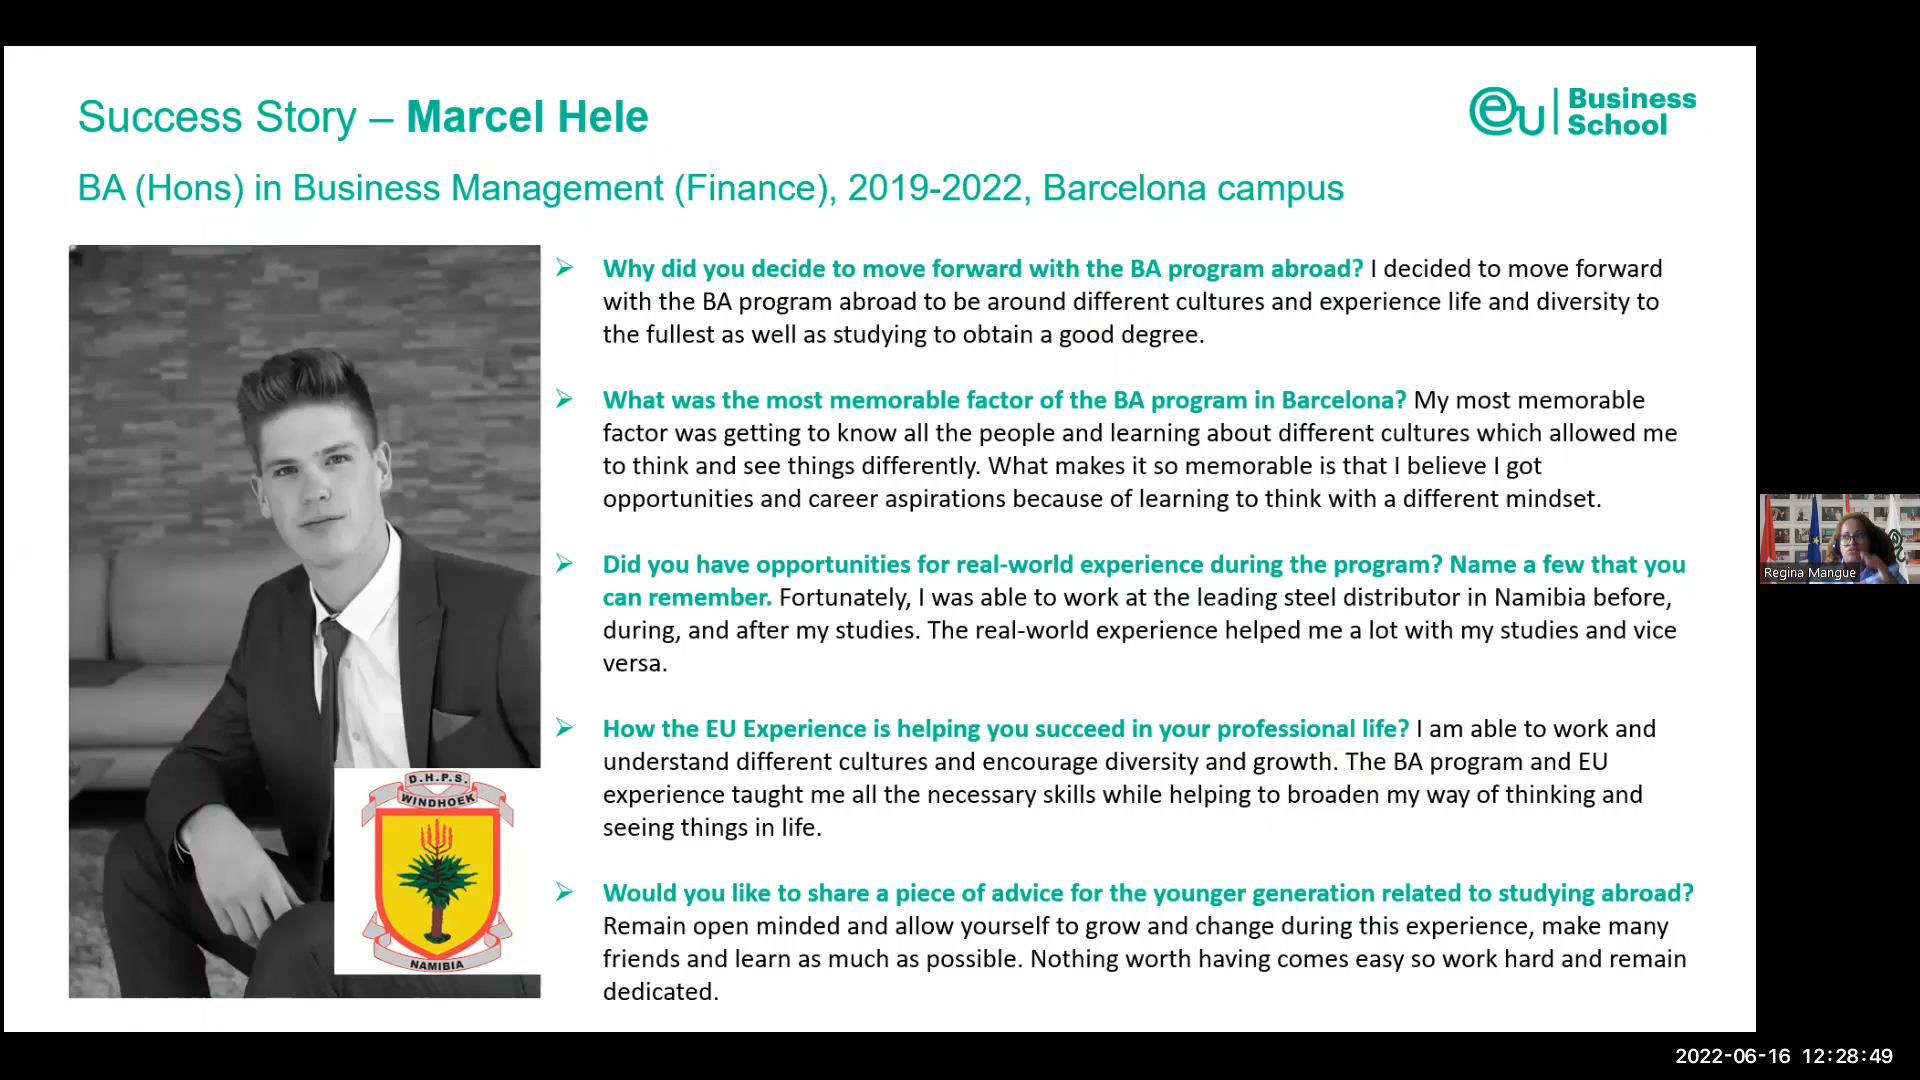 Success Story – Marcel Hele
eu Business
School
BA (Hons) in Business Management (Finance), 2019-2022, Barcelona campus
Why did you decide to move forward with the BA program abroad? I decided to move forward
with the BA program abroad to be around different cultures and experience life and diversity to
the fullest as well as studying to obtain a good degree.
What was the most memorable factor of the BA program in Barcelona? My most memorable
factor was getting to know all the people and learning about different cultures which allowed me
to think and see things differently. What makes it so memorable is that I believe I got
opportunities and career aspirations because of learning to think with a different mindset.
Did you have opportunities for real-world experience during the program? Name a few that you
can remember. Fortunately, I was able to work at the leading steel distributor in Namibia before,
during, and after my studies. The real-world experience helped me a lot with my studies and vice
versa.
How the EU Experience is helping you succeed in your professional life? I am able to work and
understand different cultures and encourage diversity and growth. The BA program and EU
experience taught me all the necessary skills while helping to broaden my way of thinking and
seeing things in life.
Would you like to share a piece of advice for the younger generation related to studying abroad?
Remain open minded and allow yourself to grow and change during this experience, make many
friends and learn as much as possible. Nothing worth having comes easy so work hard and remain
dedicated.
D.H.P.S.
WINDHOEK
NAMIBIA
Regina Mangue
2022-06-16 12:28:49